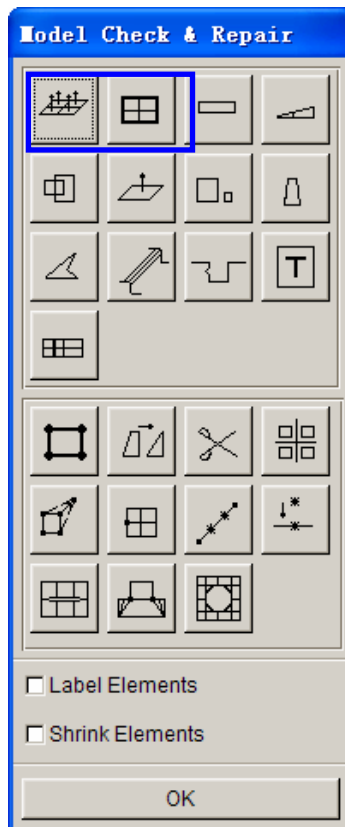 Model Check & Repair
T
Label Elements
Shrink Elements
OK